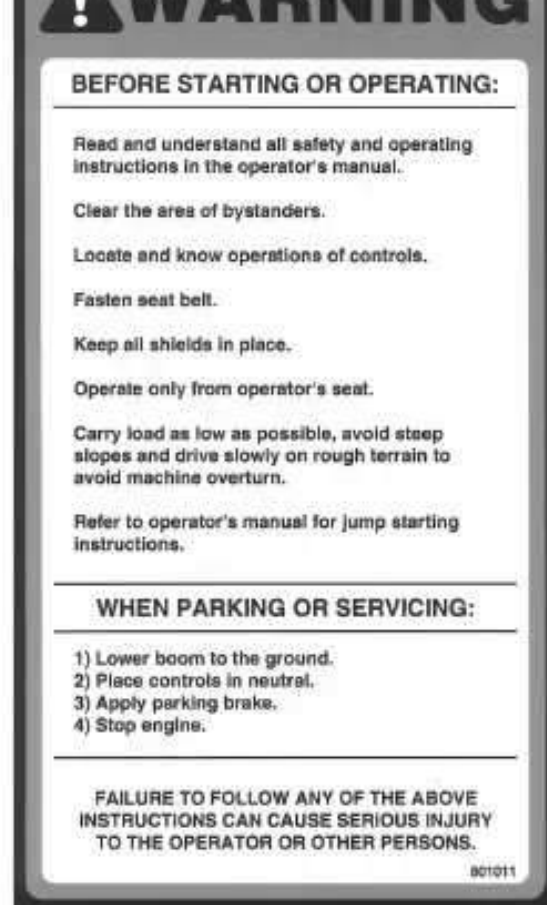 WARNING
BEFORE STARTING OR OPERATING:
Read and understand all safety and operating
instructions in the operator's manual.
Clear the area of bystanders.
Locate and know operations of controls.
Fasten seat belt.
Keep all shields in place.
Operate only from operator's seat.
Carry load as low as possible, avoid steep
slopes and drive slowly on rough terrain to
avoid machine overturn.
Refer to operator's manual for jump starting
instructions.
WHEN PARKING OR SERVICING:
1) Lower boom to the ground.
2) Place controls in neutral.
3) Apply parking brake.
4) Stop engine.
FAILURE TO FOLLOW ANY OF THE ABOVE
INSTRUCTIONS CAN CAUSE SERIOUS INJURY
TO THE OPERATOR OR OTHER PERSONS.
801011